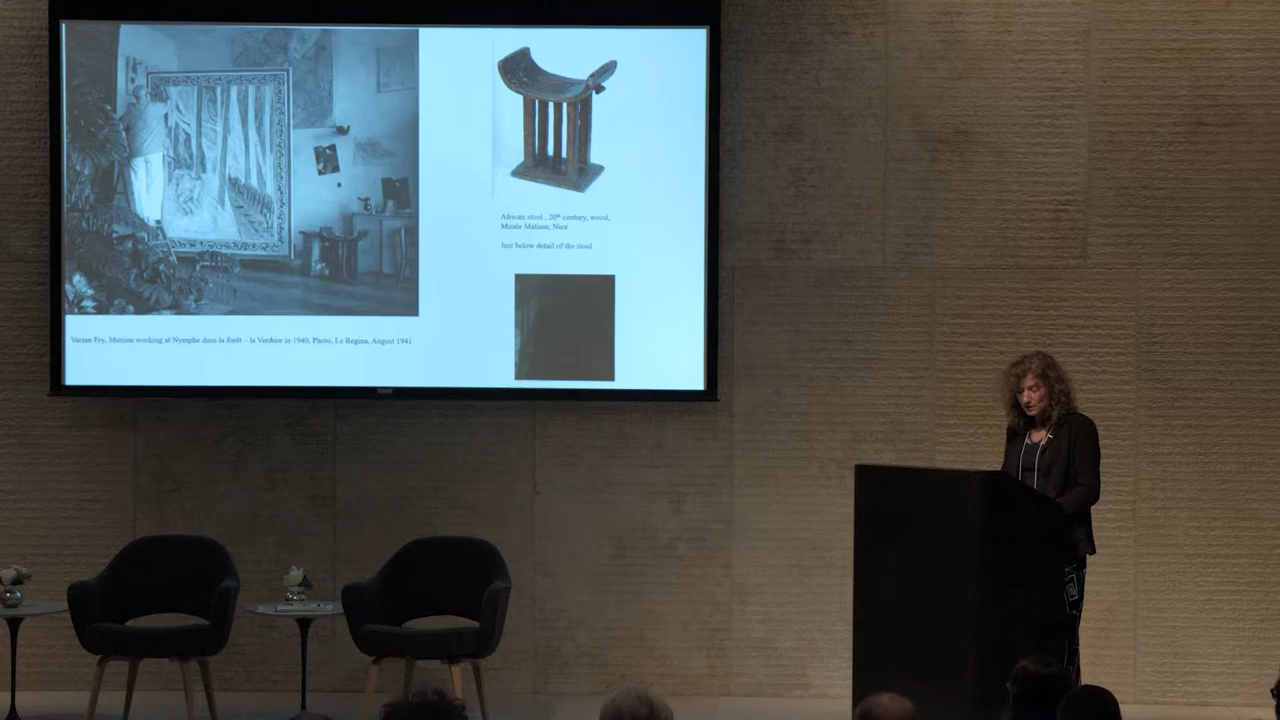 African stool , 20th century, wood,
Musée Matisse, Nice
Just below detail of the stool
Varian Fry, Matisse working at Nymphe dans la forêt – la Verdure in 1940, Photo, Le Regina, August 1941